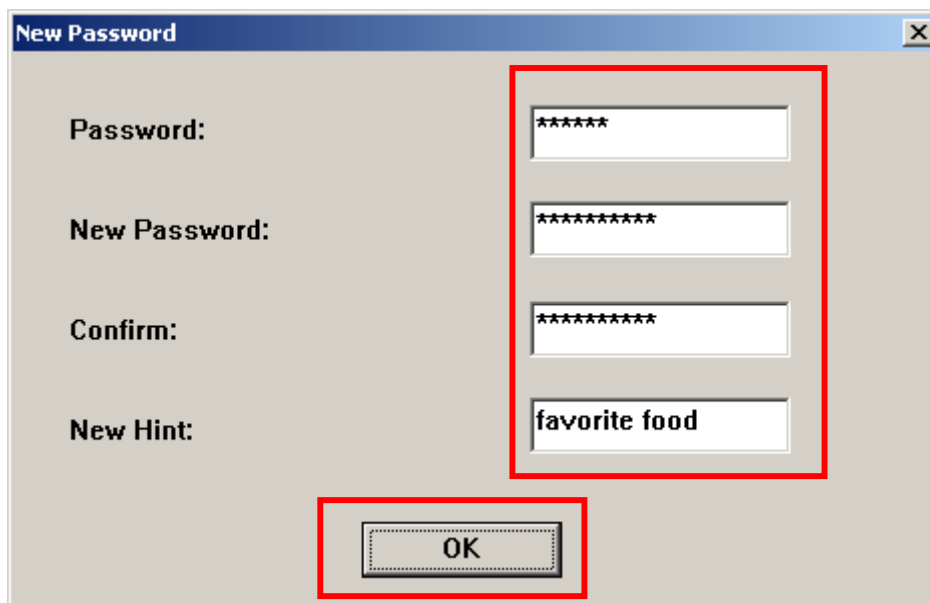 New Password
Password: ******
New Password: **********
Confirm: **********
New Hint: favorite food
OK